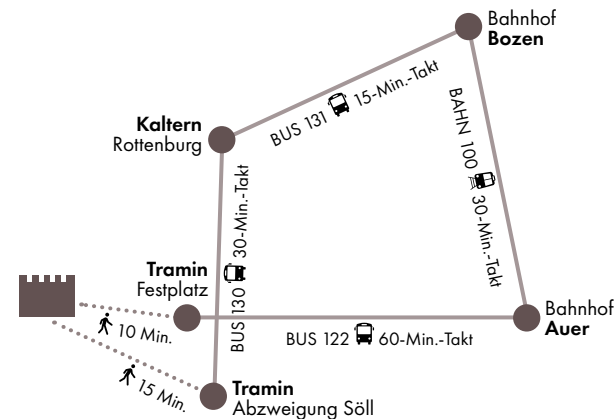 Bahnhof
Bozen
BUS 131 15-Min.-Takt
BAHN 100 30-Min.-Takt
Kaltern
Rottenburg
BUS 130 30-Min.-Takt
Tramin
Festplatz
10 Min.
BUS 122 60-Min.-Takt
Bahnhof
Auer
15 Min.
Tramin
Abzweigung Söll